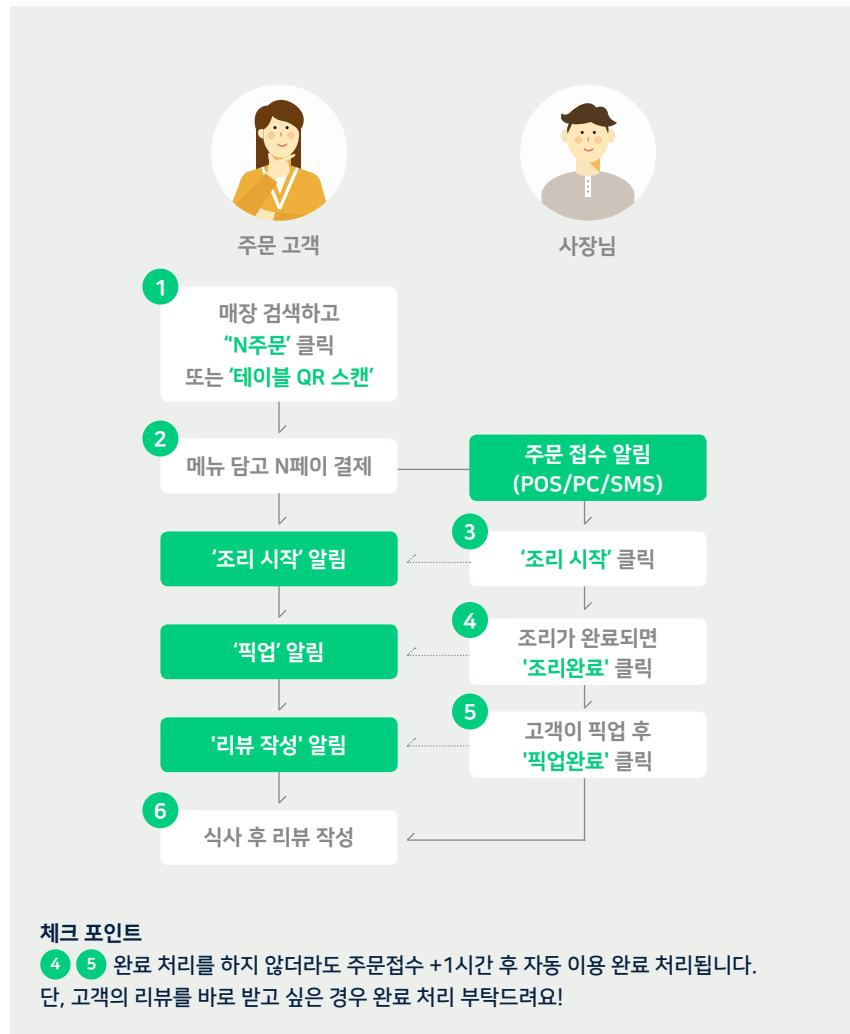 주문 고객
사장님
1
매장 검색하고
‘'N주문’ 클릭
또는 ‘테이블 QR 스캔’
2
메뉴 담고 N페이 결제
주문 접수 알림
(POS/PC/SMS)
3
‘조리 시작’ 알림
‘조리 시작’ 클릭
4
‘픽업’ 알림
조리가 완료되면
'조리완료' 클릭
5
'리뷰 작성' 알림
고객이 픽업 후
'픽업완료' 클릭
6
식사 후 리뷰 작성
체크 포인트
4 5 완료 처리를 하지 않더라도 주문접수 +1시간 후 자동 이용 완료 처리됩니다.
단, 고객의 리뷰를 바로 받고 싶은 경우 완료 처리 부탁드려요!